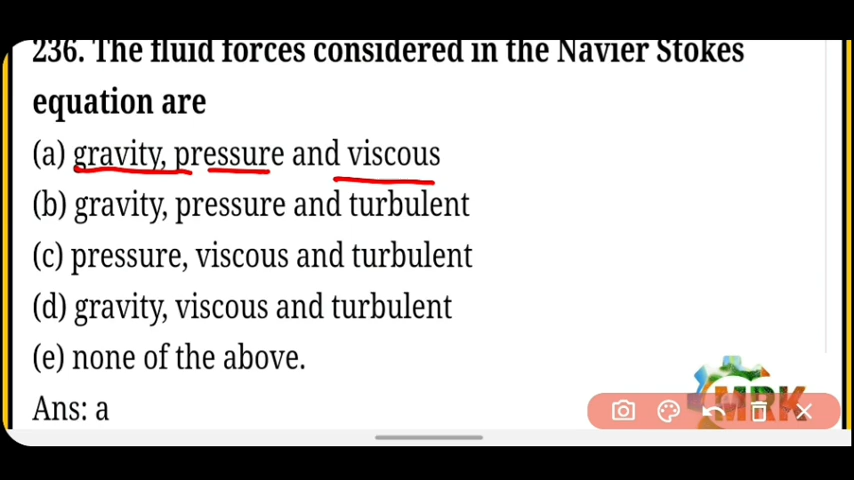 236. The fluid forces considered in the Navier Stokes
equation are
(a) gravity, pressure and viscous
(b) gravity, pressure and turbulent
(c) pressure, viscous and turbulent
(d) gravity, viscous and turbulent
(e) none of the above.
Ans: a
MRK